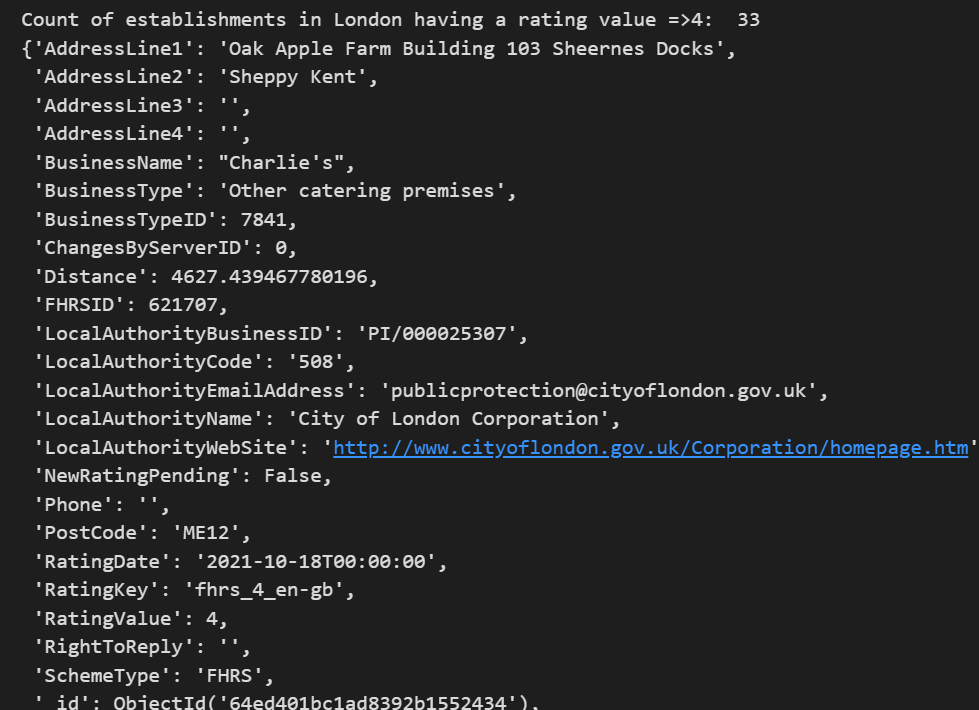 Count of establishments in London having a rating value =>4:  33
{'AddressLine1': 'Oak Apple Farm Building 103 Sheernes Docks',
 'AddressLine2': 'Sheppy Kent',
 'AddressLine3': '',
 'AddressLine4': '',
 'BusinessName': "Charlie's",
 'BusinessType': 'Other catering premises',
 'BusinessTypeID': 7841,
 'ChangesByServerID': 0,
 'Distance': 4627.439467780196,
 'FHRSID': 621707,
 'LocalAuthorityBusinessID': 'PI/000025307',
 'LocalAuthorityCode': '508',
 'LocalAuthorityEmailAddress': 'publicprotection@cityoflondon.gov.uk',
 'LocalAuthorityName': 'City of London Corporation',
 'LocalAuthorityWebSite': 'http://www.cityoflondon.gov.uk/Corporation/homepage.htm'
 'NewRatingPending': False,
 'Phone': '',
 'PostCode': 'ME12',
 'RatingDate': '2021-10-18T00:00:00',
 'RatingKey': 'fhrs_4_en-gb',
 'RatingValue': 4,
 'RightToReply': '',
 'SchemeType': 'FHRS',
 '_id': ObjectId('64ed401bc1ad8392b1552434'),